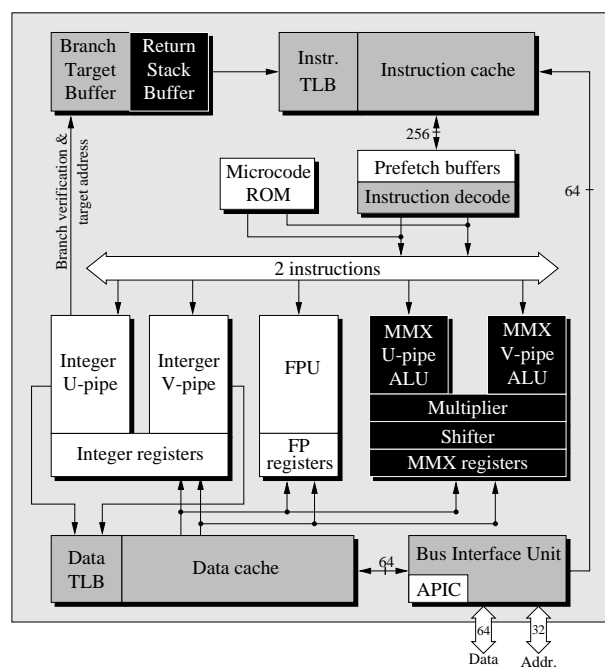 Branch
Target
Buffer
Return
Stack
Buffer
Instr.
TLB
Instruction cache
256
Prefetch buffers
Instruction decode
Microcode
ROM
64
Branch verification &
target address
2 instructions
Integer
U-pipe
Interger
V-pipe
Integer registers
FPU
FP
registers
MMX
U-pipe
ALU
MMX
V-pipe
ALU
Multiplier
Shifter
MMX registers
Data
TLB
Data cache
64
Bus Interface Unit
APIC
64
32
Data
Addr.